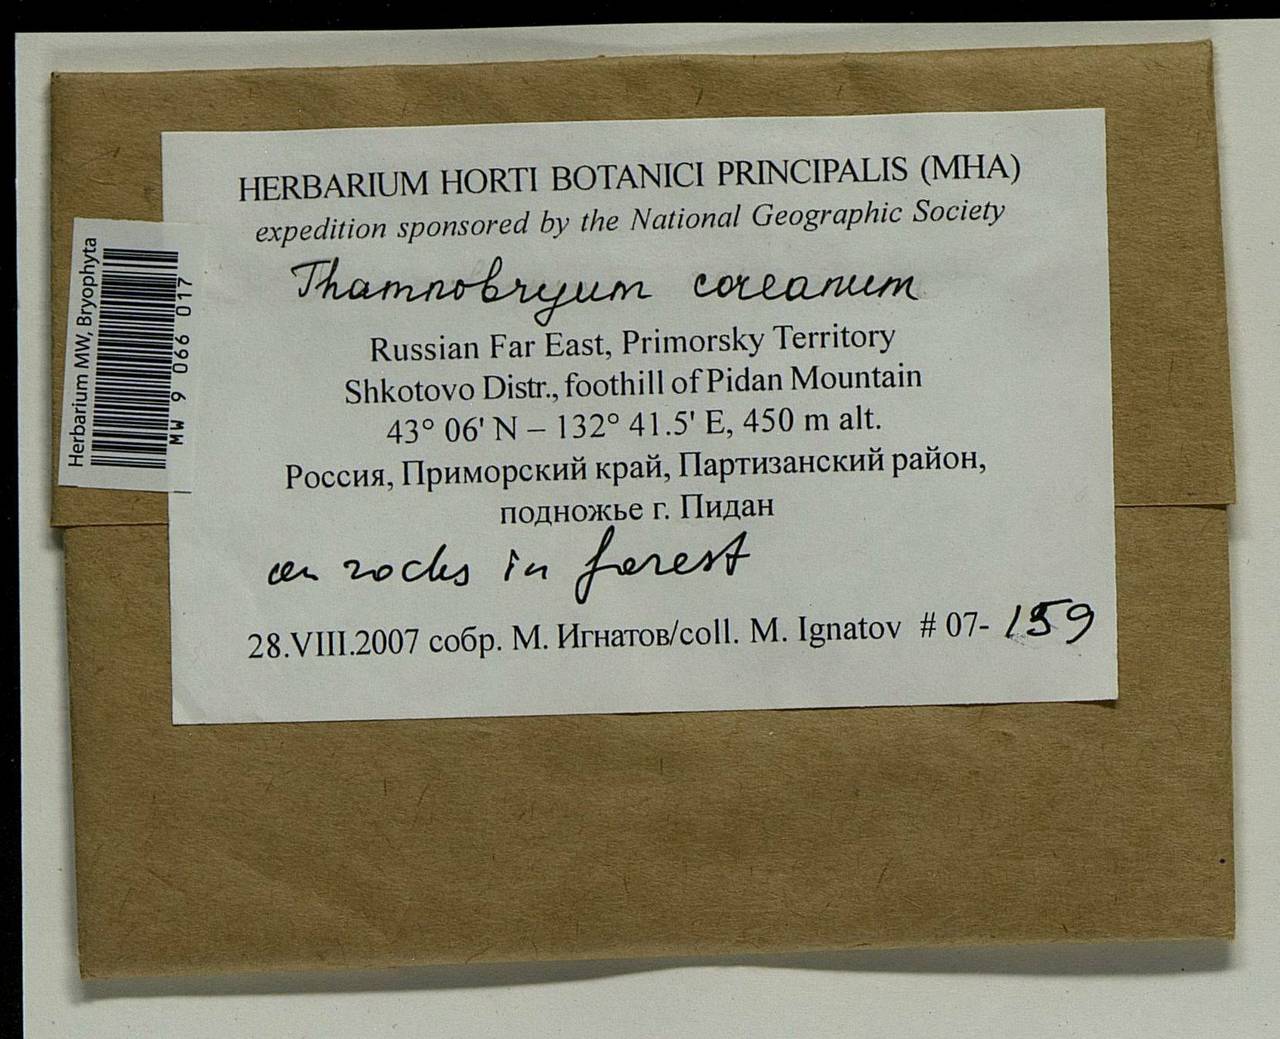 HERBARIUM HORTI BOTANICI PRINCIPALIS (MHA)
expedition sponsored by the National Geographic Society
Thamnobryum coreanum
Russian Far East, Primorsky Territory
Shkotovo Distr., foothill of Pidan Mountain
43° 06' N – 132° 41.5' E, 450 m alt.
Россия, Приморский край, Партизанский район,
подножье г. Пидан
on rocks in forest
28.VIII.2007 собр. М. Игнатов/coll. M. Ignatov # 07- 159
Herbarium MW, Bryophyta
MW 9 066 017